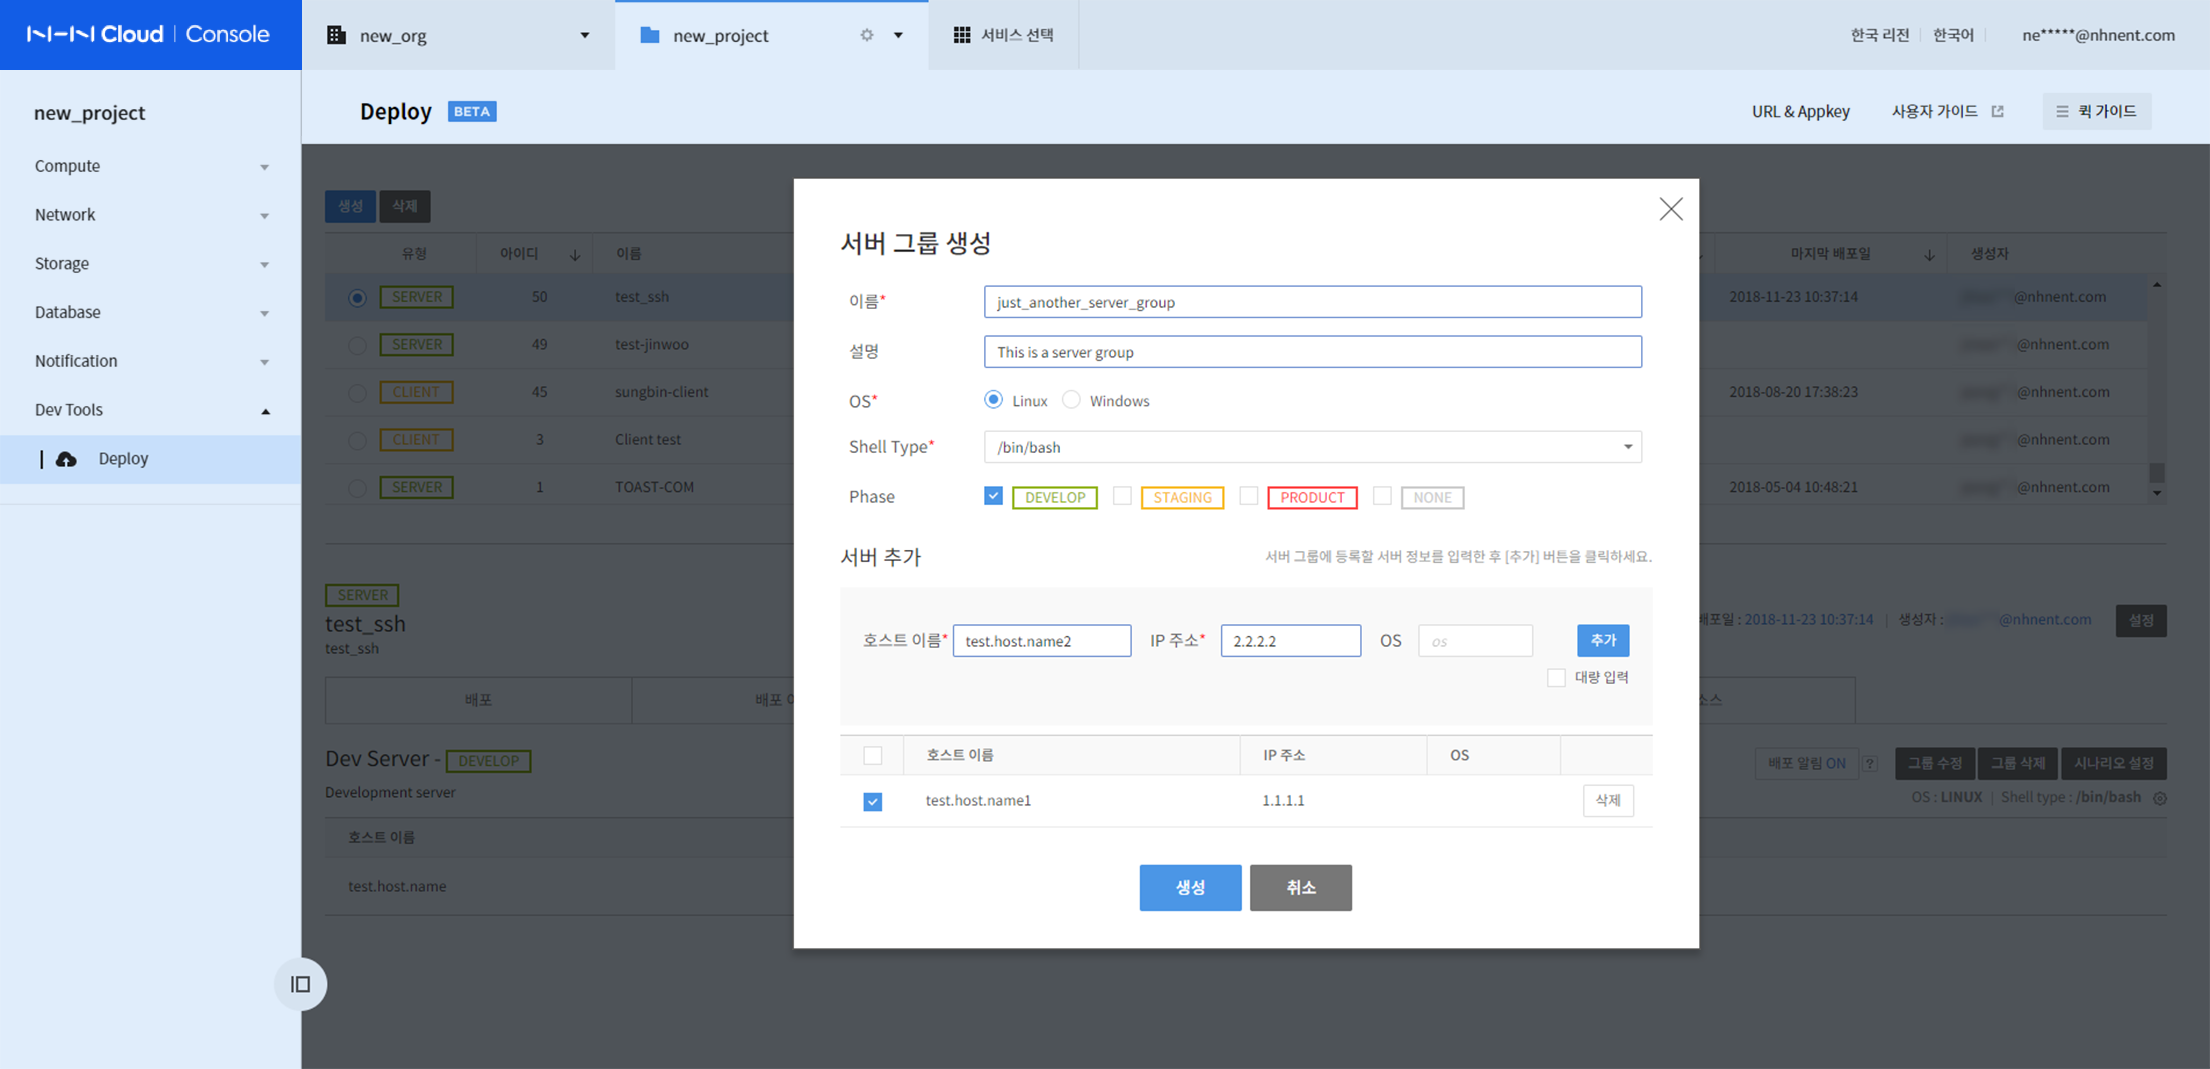 NHN Cloud | Console
new_org
new_project
서비스 선택
한국 리전
한국어
ne*****@nhnent.com
new_project
Compute
Network
Storage
Database
Notification
Dev Tools
Deploy
Deploy BETA
URL & Appkey
사용자 가이드
퀵 가이드
생성 삭제
유형 아이디 이름 마지막 배포일 생성자
SERVER 50 test_ssh 2018-11-23 10:37:14 @nhnent.com
SERVER 49 test-jinwoo @nhnent.com
CLIENT 45 sungbin-client 2018-08-20 17:38:23 @nhnent.com
CLIENT 3 Client test @nhnent.com
SERVER 1 TOAST-COM 2018-05-04 10:48:21 @nhnent.com
SERVER
test_ssh
test_ssh
배포일 : 2018-11-23 10:37:14 | 생성자 : @nhnent.com
설정
배포
배포 이
소스
Dev Server - DEVELOP
Development server
배포 알림 ON ?
그룹 수정 그룹 삭제 시나리오 설정
OS : LINUX | Shell type : /bin/bash
호스트 이름
test.host.name
서버 그룹 생성
이름* just_another_server_group
설명 This is a server group
OS* Linux Windows
Shell Type* /bin/bash
Phase DEVELOP STAGING PRODUCT NONE
서버 추가
서버 그룹에 등록할 서버 정보를 입력한 후 [추가] 버튼을 클릭하세요.
호스트 이름* test.host.name2 IP 주소* 2.2.2.2 OS os 추가
대량 입력
호스트 이름 IP 주소 OS
test.host.name1 1.1.1.1 삭제
생성 취소